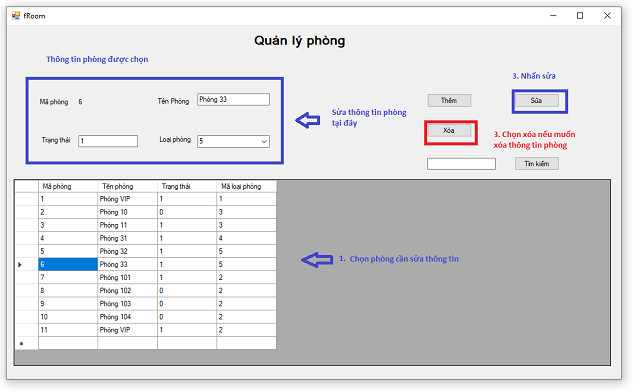 fRoom
Quản lý phòng
Thông tin phòng được chọn
3. Nhấn sửa
Mã phòng 6 Tên Phòng Phòng 33
Thêm Sửa
Sửa thông tin phòng
tại đây
Trạng thái 1 Loại phòng 5
Xóa
3. Chọn xóa nếu muốn
xóa thông tin phòng
Tìm kiếm
Mã phòng Tên phòng Trạng thái Mã loại phòng
1 Phòng VIP 1 1
2 Phòng 10 0 3
3 Phòng 11 1 3
4 Phòng 31 1 4
5 Phòng 32 1 5
6 Phòng 33 1 5
1. Chọn phòng cần sửa thông tin
7 Phòng 101 1 2
8 Phòng 102 0 2
9 Phòng 103 0 2
10 Phòng 104 0 2
11 Phòng VIP 1 2